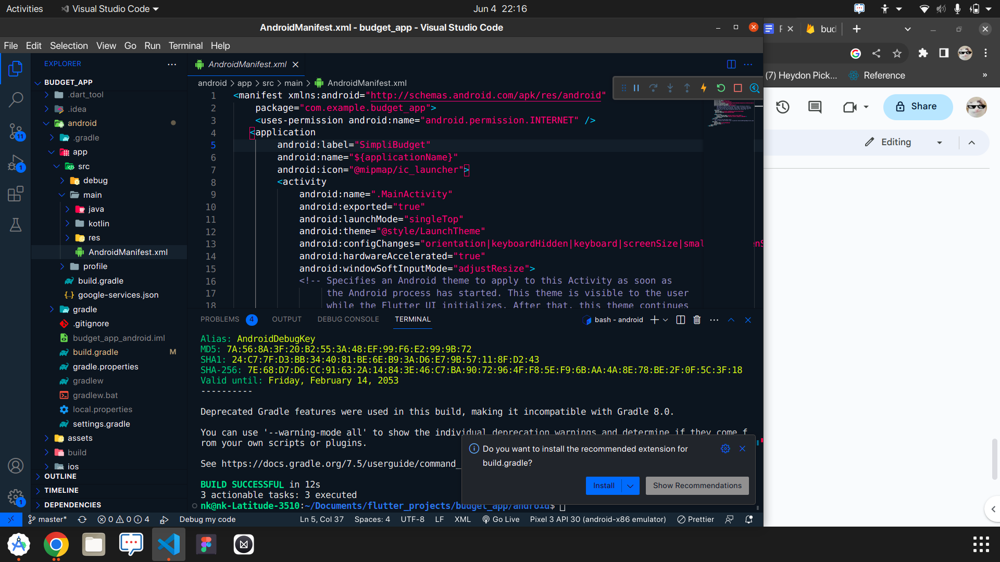 Activities
Visual Studio Code
Jun 4 22:16
AndroidManifest.xml - budget_app - Visual Studio Code
bud
File Edit Selection View Go Run Terminal Help
(7) Heydon Pick...
Reference
»
EXPLORER
BUDGET_APP
.dart_tool
.idea
android
.gradle
app
src
debug
main
java
kotlin
res
AndroidManifest.xml
profile
build.gradle
google-services.json
gradle
.gitignore
budget_app_android.iml
build.gradle M
gradle.properties
gradlew
gradlew.bat
local.properties
settings.gradle
assets
build
ios
OUTLINE
TIMELINE
DEPENDENCIES
11
1
1
AndroidManifest.xml
android > app > src > main > AndroidManifest.xml
1 <manifest xmlns:android="http://schemas.android.com/apk/res/android"
2 package="com.example.budget_app">
3 <uses-permission android:name="android.permission.INTERNET" />
4 <application
5 android:label="SimpliBudget"
6 android:name="${applicationName}"
7 android:icon="@mipmap/ic_launcher">
8 <activity
9 android:name=".MainActivity"
10 android:exported="true"
11 android:launchMode="singleTop"
12 android:theme="@style/LaunchTheme"
13 android:configChanges="orientation|keyboardHidden|keyboard|screenSize|smal
14 android:hardwareAccelerated="true"
15 android:windowSoftInputMode="adjustResize">
16 <!-- Specifies an Android theme to apply to this Activity as soon as
17 the Android process has started. This theme is visible to the user
18 while the Flutter UI initializes. After that, this theme continues
PROBLEMS 4 OUTPUT DEBUG CONSOLE TERMINAL
bash - android
Alias: AndroidDebugKey
MD5: 7A:56:8A:3F:20:B2:55:3A:48:EF:99:F6:E2:99:9B:72
SHA1: 24:C7:7F:D3:BB:34:40:81:BE:6E:B9:3A:D6:E7:9B:57:11:8F:D2:43
SHA-256: 7E:68:D7:D6:CC:91:63:2A:14:84:3E:46:C7:BA:90:72:96:4F:F8:5E:F9:6B:AA:4A:8E:78:BE:2F:0F:5C:3F:18
Valid until: Friday, February 14, 2053
----------
Deprecated Gradle features were used in this build, making it incompatible with Gradle 8.0.
You can use '--warning-mode all' to show the individual deprecation warnings and determine if they come f
rom your own scripts or plugins.
See https://docs.gradle.org/7.5/userguide/command_
BUILD SUCCESSFUL in 12s
3 actionable tasks: 3 executed
nk@nk-Latitude-3510:~/Documents/flutter_projects/budget_app/android$
Do you want to install the recommended extension for
build.gradle?
Install
Show Recommendations
master*
0 0 4
Debug my code
Ln 5, Col 37
Spaces: 4
UTF-8
LF
XML
Go Live
Pixel 3 API 30 (android-x86 emulator)
Prettier
Share
Editing